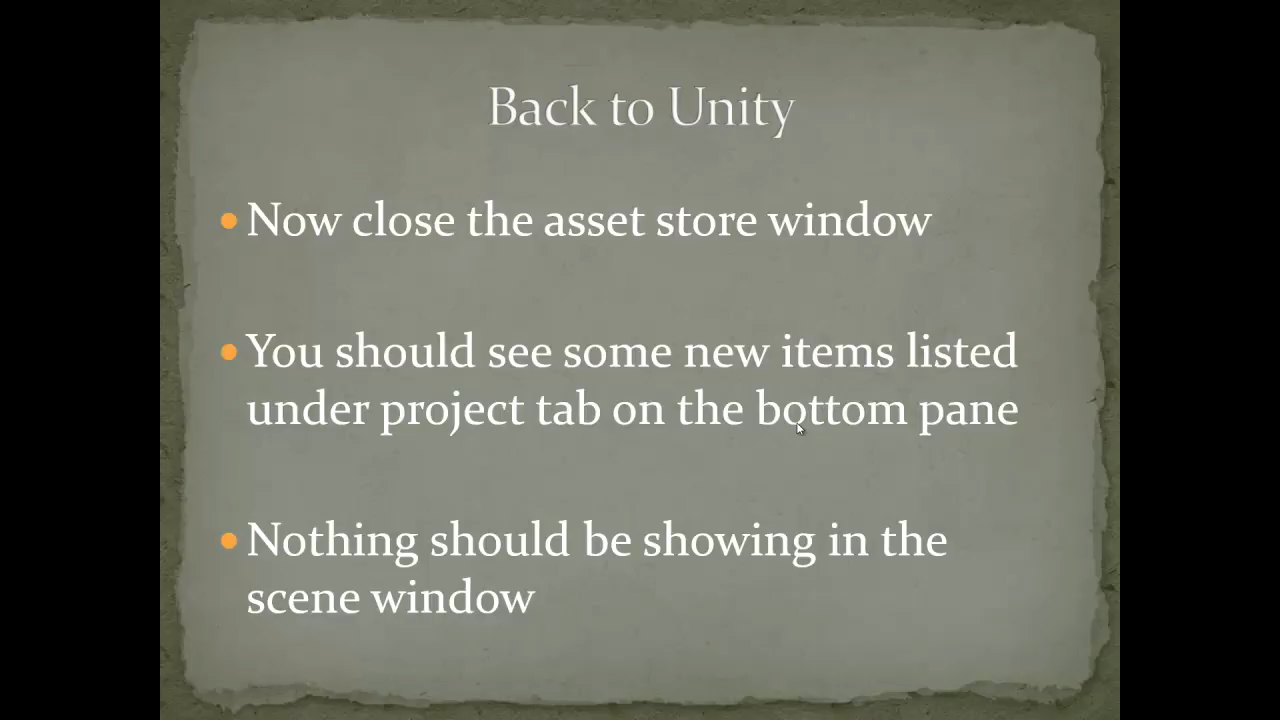 Back to Unity
Now close the asset store window
You should see some new items listed
under project tab on the bottom pane
Nothing should be showing in the
scene window